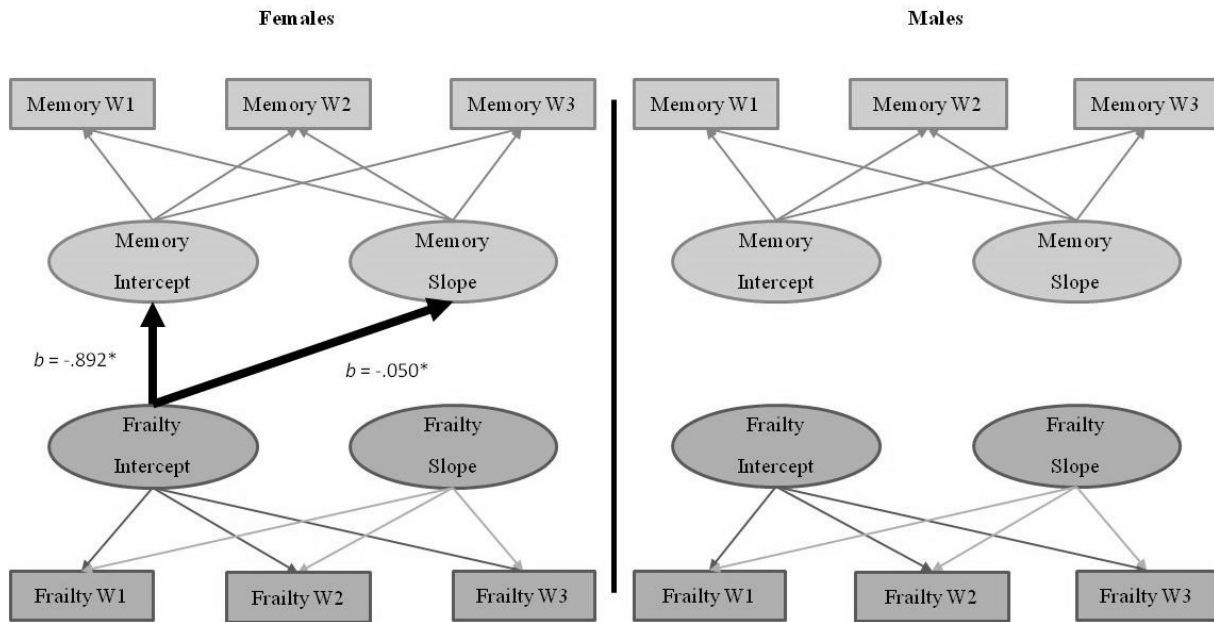 Females
Males
Memory W1
Memory W2
Memory W3
Memory W1
Memory W2
Memory W3
Memory
Intercept
Memory
Slope
Memory
Intercept
Memory
Slope
b = -.892*
b = -.050*
Frailty
Intercept
Frailty
Slope
Frailty
Intercept
Frailty
Slope
Frailty W1
Frailty W2
Frailty W3
Frailty W1
Frailty W2
Frailty W3